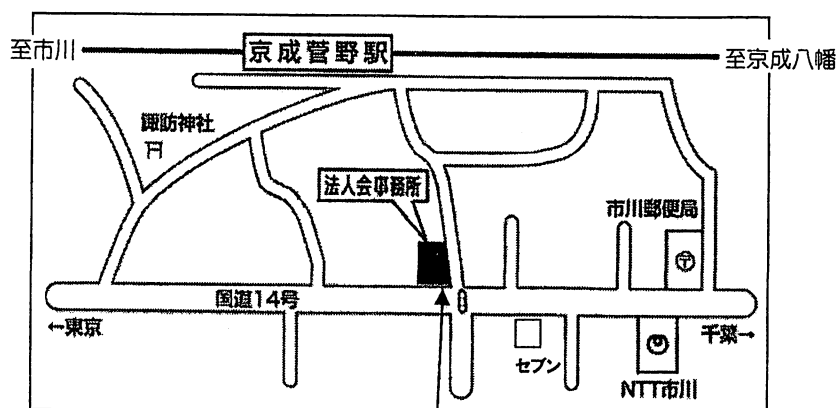 至市川
京成菅野駅
至京成八幡
諏訪神社
法人会事務所
市川郵便局
〒
国道14号
←東京
千葉→
セブン
NTT市川